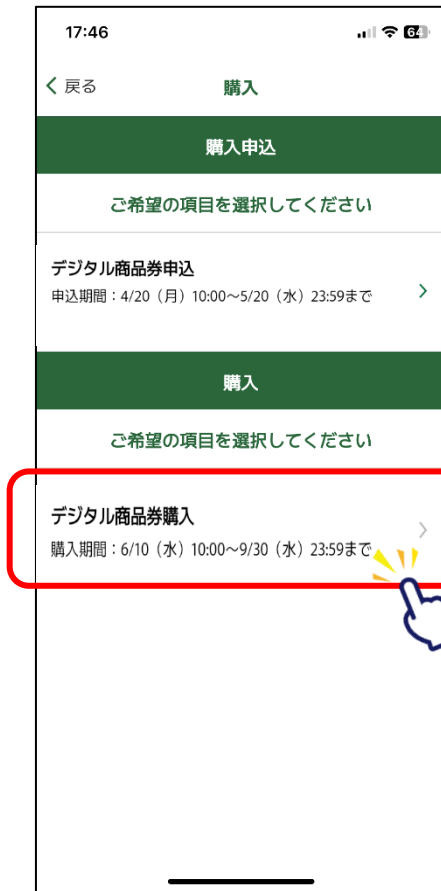 17:46
64
戻る
購入
購入申込
ご希望の項目を選択してください
デジタル商品券申込
申込期間：4/20（月）10:00～5/20（水）23:59まで
購入
ご希望の項目を選択してください
デジタル商品券購入
購入期間：6/10（水）10:00～9/30（水）23:59まで